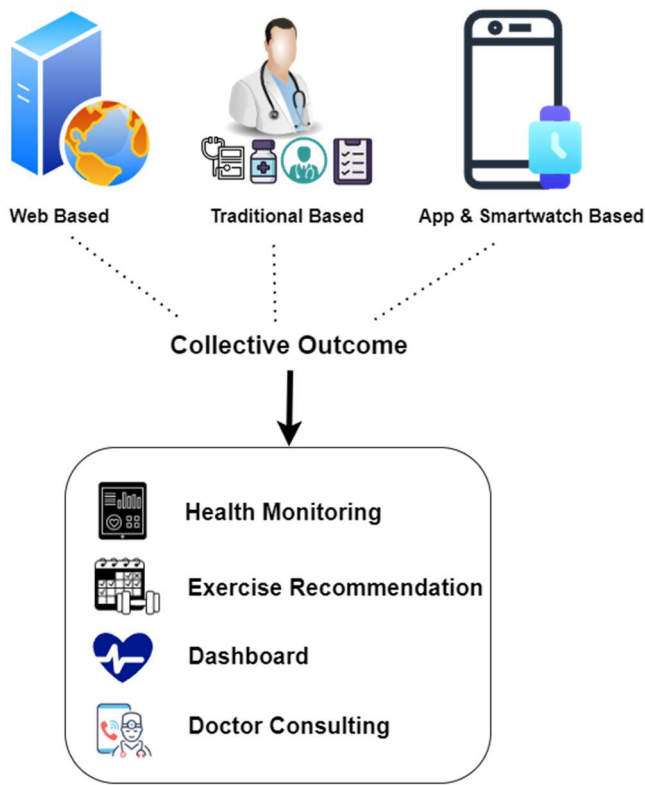 Web Based
Traditional Based
App & Smartwatch Based
Collective Outcome
Health Monitoring
Exercise Recommendation
Dashboard
Doctor Consulting